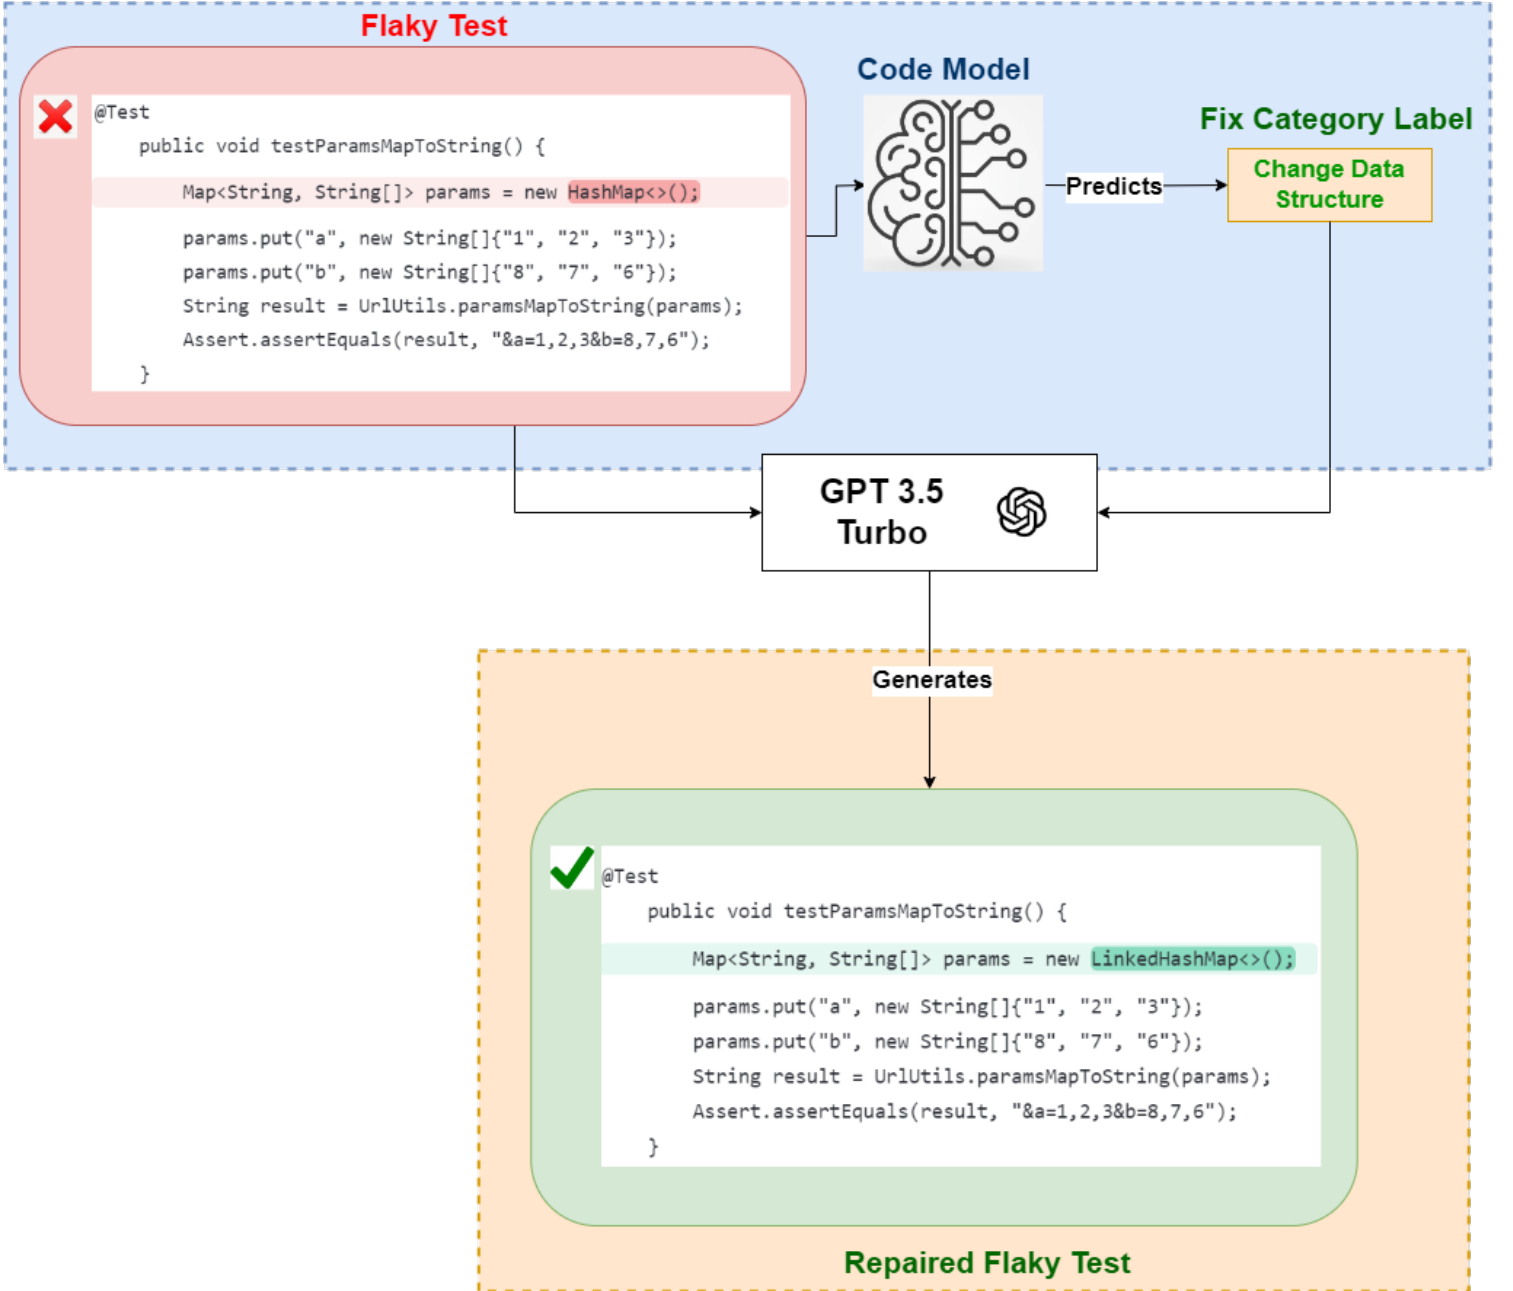 Flaky Test
@Test
public void testParamsMapToString() {
Map<String, String[]> params = new HashMap<>();
params.put("a", new String[]{"1", "2", "3"});
params.put("b", new String[]{"8", "7", "6"});
String result = UrlUtils.paramsMapToString(params);
Assert.assertEquals(result, "&a=1,2,3&b=8,7,6");
}
Code Model
Predicts
Fix Category Label
Change Data
Structure
GPT 3.5
Turbo
Generates
@Test
public void testParamsMapToString() {
Map<String, String[]> params = new LinkedHashMap<>();
params.put("a", new String[]{"1", "2", "3"});
params.put("b", new String[]{"8", "7", "6"});
String result = UrlUtils.paramsMapToString(params);
Assert.assertEquals(result, "&a=1,2,3&b=8,7,6");
}
Repaired Flaky Test